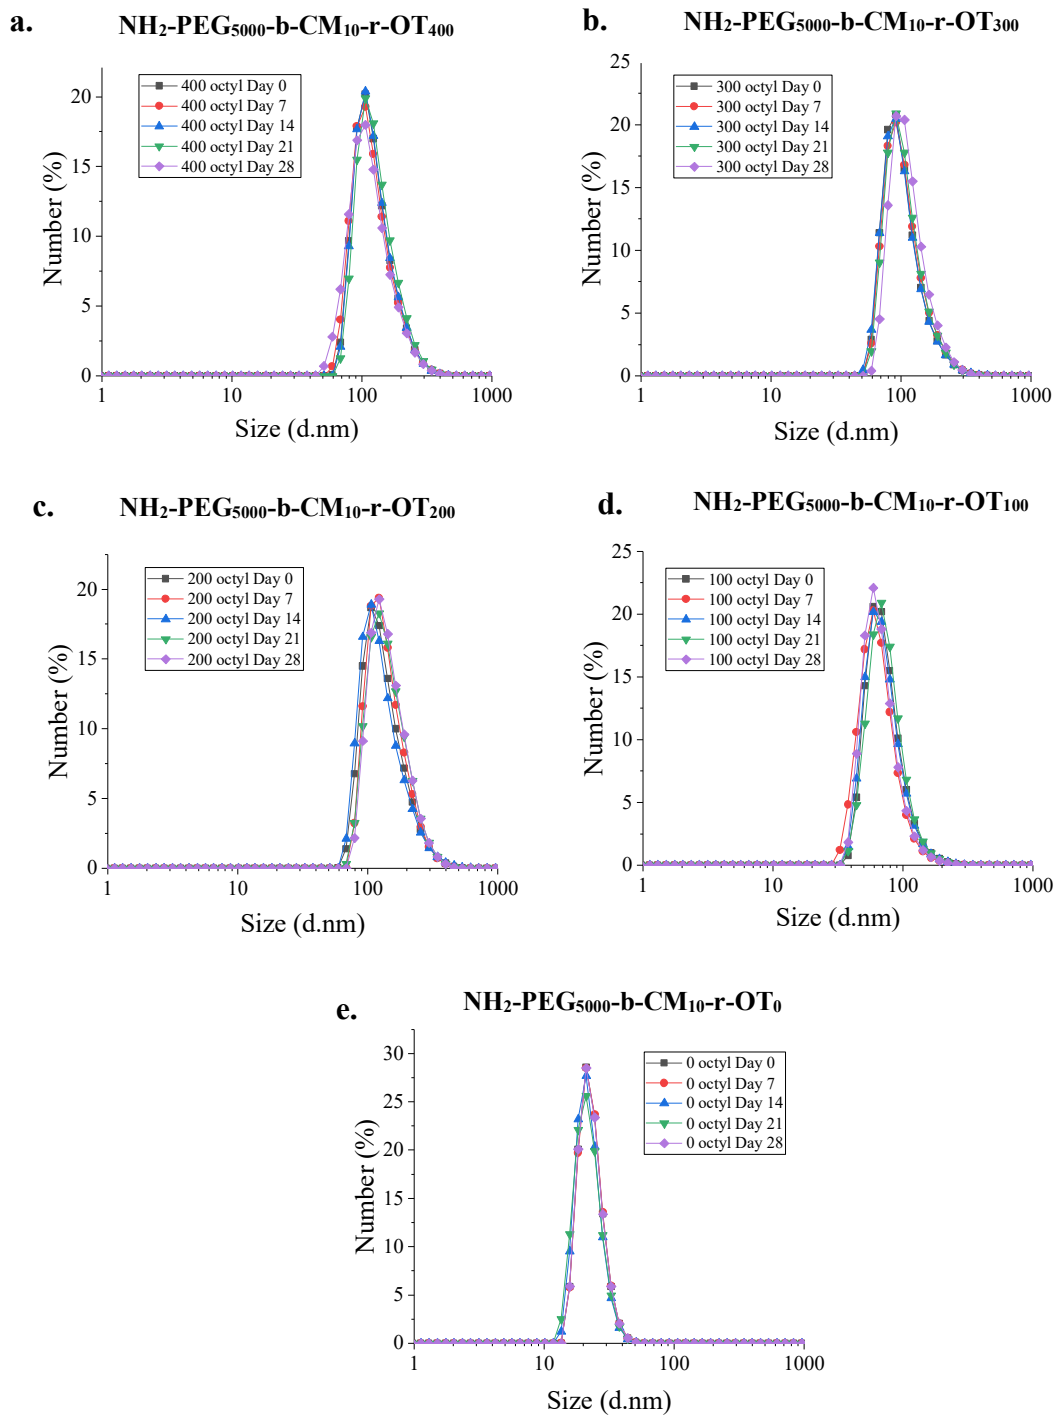 a.
NH₂-PEG₅₀₀₀-b-CM₁₀-r-OT₄₀₀
400 octyl Day 0
400 octyl Day 7
400 octyl Day 14
400 octyl Day 21
400 octyl Day 28
20
15
10
5
0
Number (%)
1 10 100 1000
Size (d.nm)
b.
NH₂-PEG₅₀₀₀-b-CM₁₀-r-OT₃₀₀
300 octyl Day 0
300 octyl Day 7
300 octyl Day 14
300 octyl Day 21
300 octyl Day 28
25
20
15
10
5
0
Number (%)
1 10 100 1000
Size (d.nm)
c.
NH₂-PEG₅₀₀₀-b-CM₁₀-r-OT₂₀₀
200 octyl Day 0
200 octyl Day 7
200 octyl Day 14
200 octyl Day 21
200 octyl Day 28
20
15
10
5
0
Number (%)
1 10 100 1000
Size (d.nm)
d.
NH₂-PEG₅₀₀₀-b-CM₁₀-r-OT₁₀₀
100 octyl Day 0
100 octyl Day 7
100 octyl Day 14
100 octyl Day 21
100 octyl Day 28
25
20
15
10
5
0
Number (%)
1 10 100 1000
Size (d.nm)
e.
NH₂-PEG₅₀₀₀-b-CM₁₀-r-OT₀
0 octyl Day 0
0 octyl Day 7
0 octyl Day 14
0 octyl Day 21
0 octyl Day 28
30
25
20
15
10
5
0
Number (%)
1 10 100 1000
Size (d.nm)